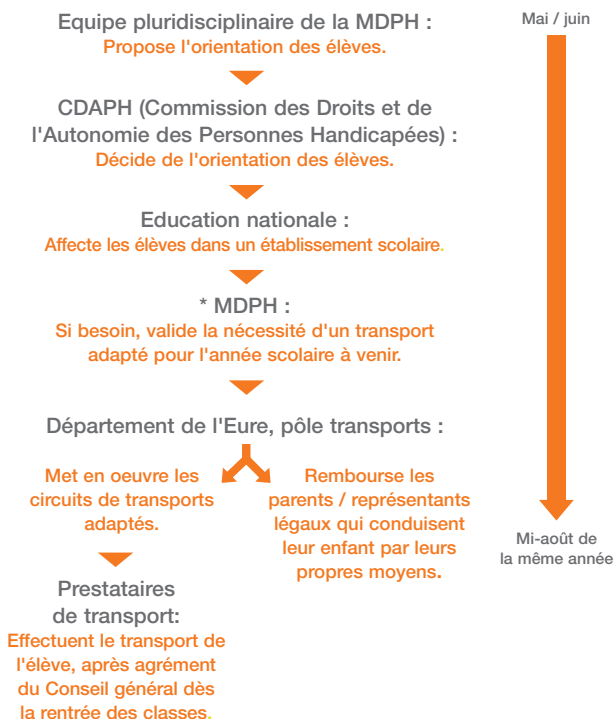 Equipe pluridisciplinaire de la MDPH :
Propose l'orientation des élèves.
CDAPH (Commission des Droits et de
l'Autonomie des Personnes Handicapées) :
Décide de l'orientation des élèves.
Education nationale :
Affecte les élèves dans un établissement scolaire.
* MDPH :
Si besoin, valide la nécessité d'un transport
adapté pour l'année scolaire à venir.
Département de l'Eure, pôle transports :
Met en oeuvre les
circuits de transports
adaptés.
Rembourse les
parents / représentants
légaux qui conduisent
leur enfant par leurs
propres moyens.
Prestataires
de transport:
Effectuent le transport de
l'élève, après agrément
du Conseil général dès
la rentrée des classes.
Mai / juin
Mi-août de
la même année